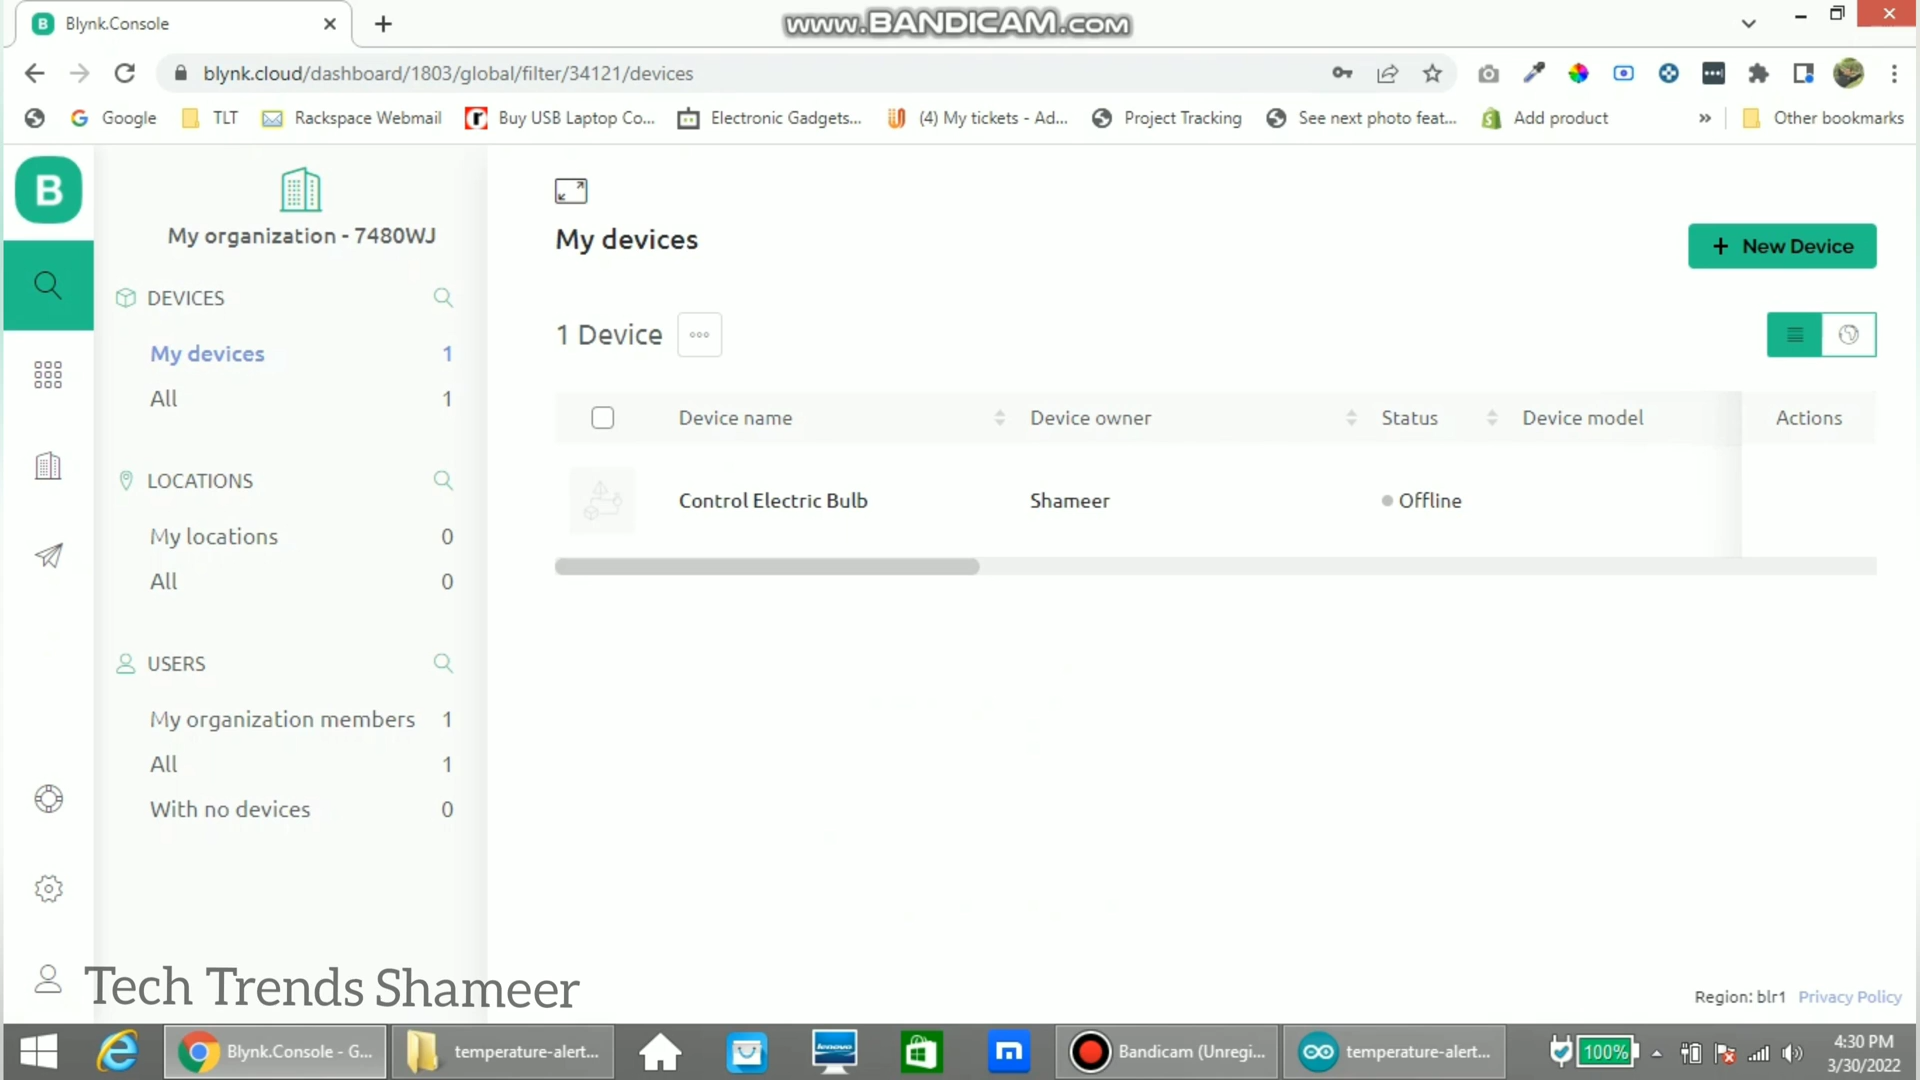 Blynk.Console
www.BANDICAM.com
blynk.cloud/dashboard/1803/global/filter/34121/devices
Google TLT Rackspace Webmail Buy USB Laptop Co... Electronic Gadgets... (4) My tickets - Ad... Project Tracking See next photo feat... Add product » Other bookmarks
B
My organization - 7480WJ
DEVICES
My devices 1
All 1
LOCATIONS
My locations 0
All 0
USERS
My organization members 1
All 1
With no devices 0
My devices
+ New Device
1 Device
Device name Device owner Status Device model Actions
Control Electric Bulb Shameer Offline
Tech Trends Shameer
Region: blr1 Privacy Policy
Blynk.Console - G... temperature-alert... lenovo Bandicam (Unregi... temperature-alert... 100% 4:30 PM
3/30/2022